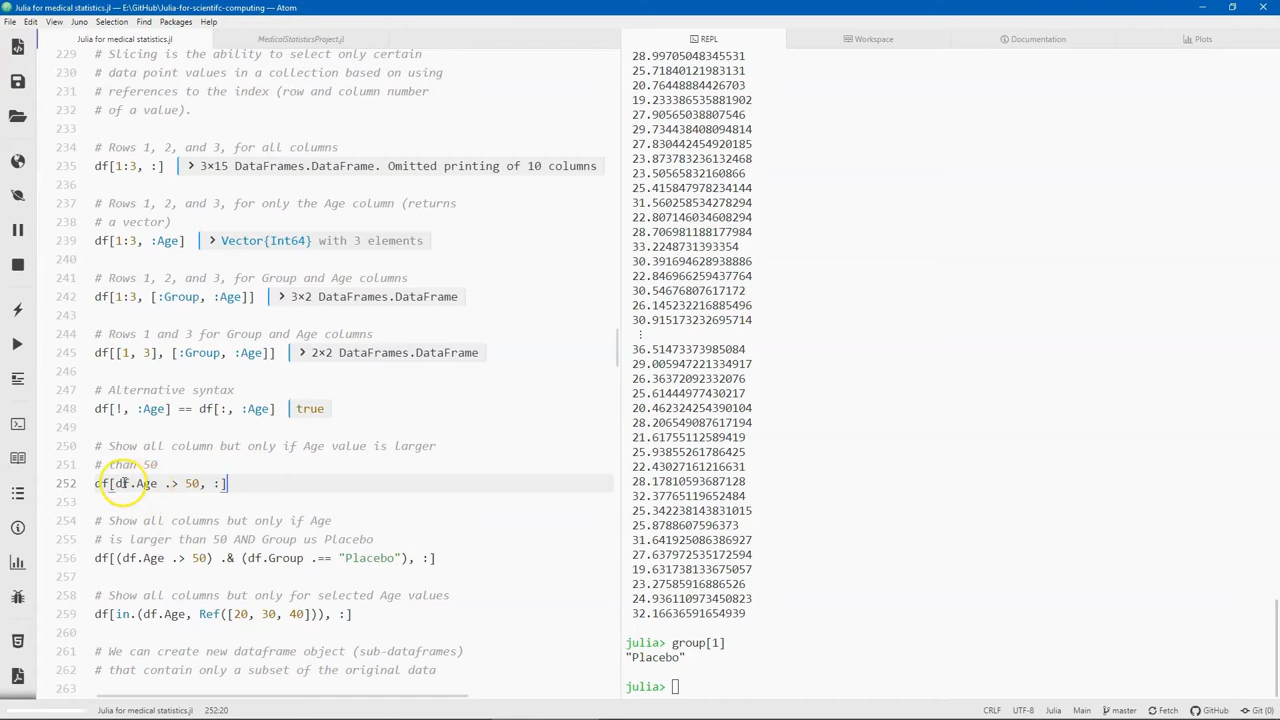 Julia for medical statistics.jl — E:\GitHub\Julia-for-scientifc-computing — Atom
File Edit View Juno Selection Find Packages Help
Julia for medical statistics.jl
MedicalStatisticsProject.jl
229 # Slicing is the ability to select only certain
230 # data point values in a collection based on using
231 # references to the index (row and column number
232 # of a value).
233
234 # Rows 1, 2, and 3, for all columns
235 df[1:3, :] > 3×15 DataFrames.DataFrame. Omitted printing of 10 columns
236
237 # Rows 1, 2, and 3, for only the Age column (returns
238 # a vector)
239 df[1:3, :Age] > Vector{Int64} with 3 elements
240
241 # Rows 1, 2, and 3, for Group and Age columns
242 df[1:3, [:Group, :Age]] > 3×2 DataFrames.DataFrame
243
244 # Rows 1 and 3 for Group and Age columns
245 df[[1, 3], [:Group, :Age]] > 2×2 DataFrames.DataFrame
246
247 # Alternative syntax
248 df[!, :Age] == df[:, :Age] true
249
250 # Show all column but only if Age value is larger
251 # than 50
252 df[df.Age .> 50, :]
253
254 # Show all columns but only if Age
255 # is larger than 50 AND Group us Placebo
256 df[(df.Age .> 50) .& (df.Group .== "Placebo"), :]
257
258 # Show all columns but only for selected Age values
259 df[in.(df.Age, Ref([20, 30, 40])), :]
260
261 # We can create new dataframe object (sub-dataframes)
262 # that contain only a subset of the original data
263
REPL
Workspace
Documentation
Plots
28.99705048345531
25.71840121983131
20.76448884426703
19.233386535881902
27.90565038807546
29.734438408094814
27.830442454920185
23.873783232132468
23.50565832160866
25.415847978234144
31.560258534278294
22.807146034608284
28.706981188177984
33.2248731393354
30.391694628938886
22.846966259437764
30.54676807617172
26.145232216885496
30.915173232695714
⋮
36.51473373985084
29.005947221334917
26.36372092332076
25.61444977430217
20.462324254390104
28.206549087617194
21.61755112589419
25.93855261786425
22.43027161216631
28.17810593687128
32.37765119652484
25.342238143831015
25.8788607596373
31.641925086386927
27.637972535172594
19.631738133675057
23.27585916886526
24.936110973450823
32.16636591654939
julia> group[1]
"Placebo"
julia>
Julia for medical statistics.jl 252:20
CRLF UTF-8 Julia Main master Fetch GitHub Git (0)